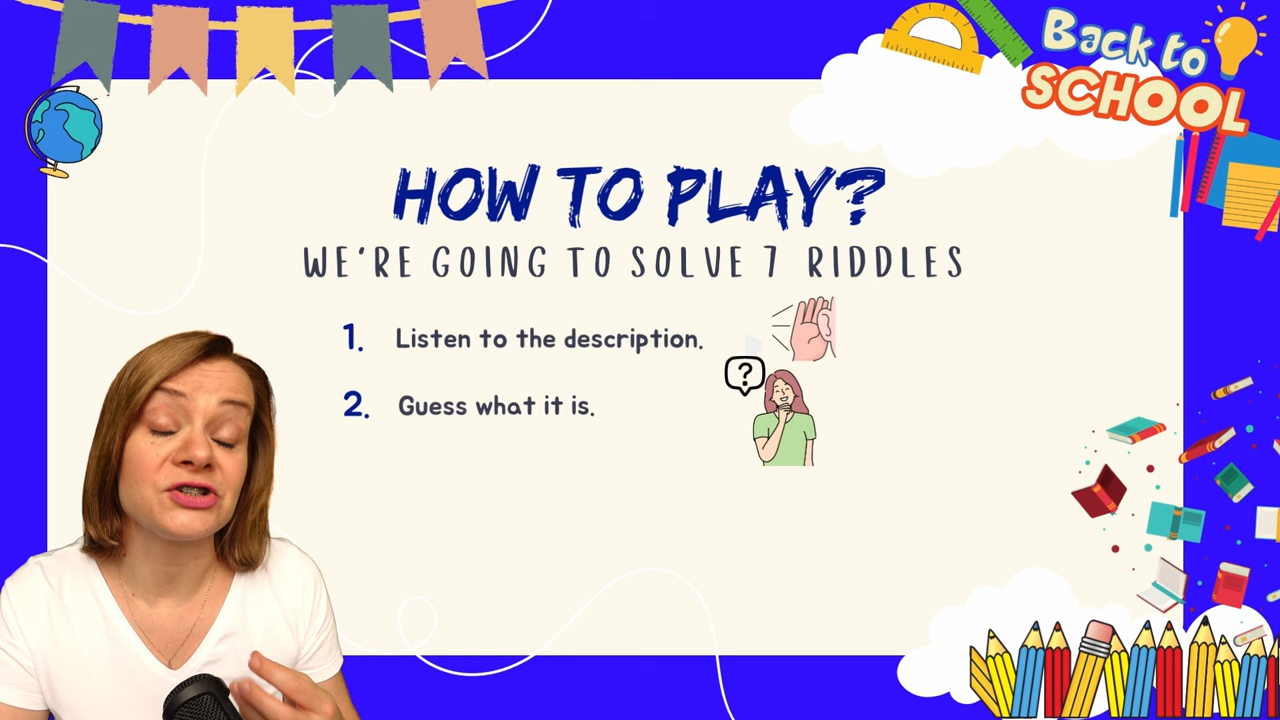 Back to
SCHOOL
HOW TO PLAY?
WE'RE GOING TO SOLVE 7 RIDDLES
1. Listen to the description.
?
2. Guess what it is.